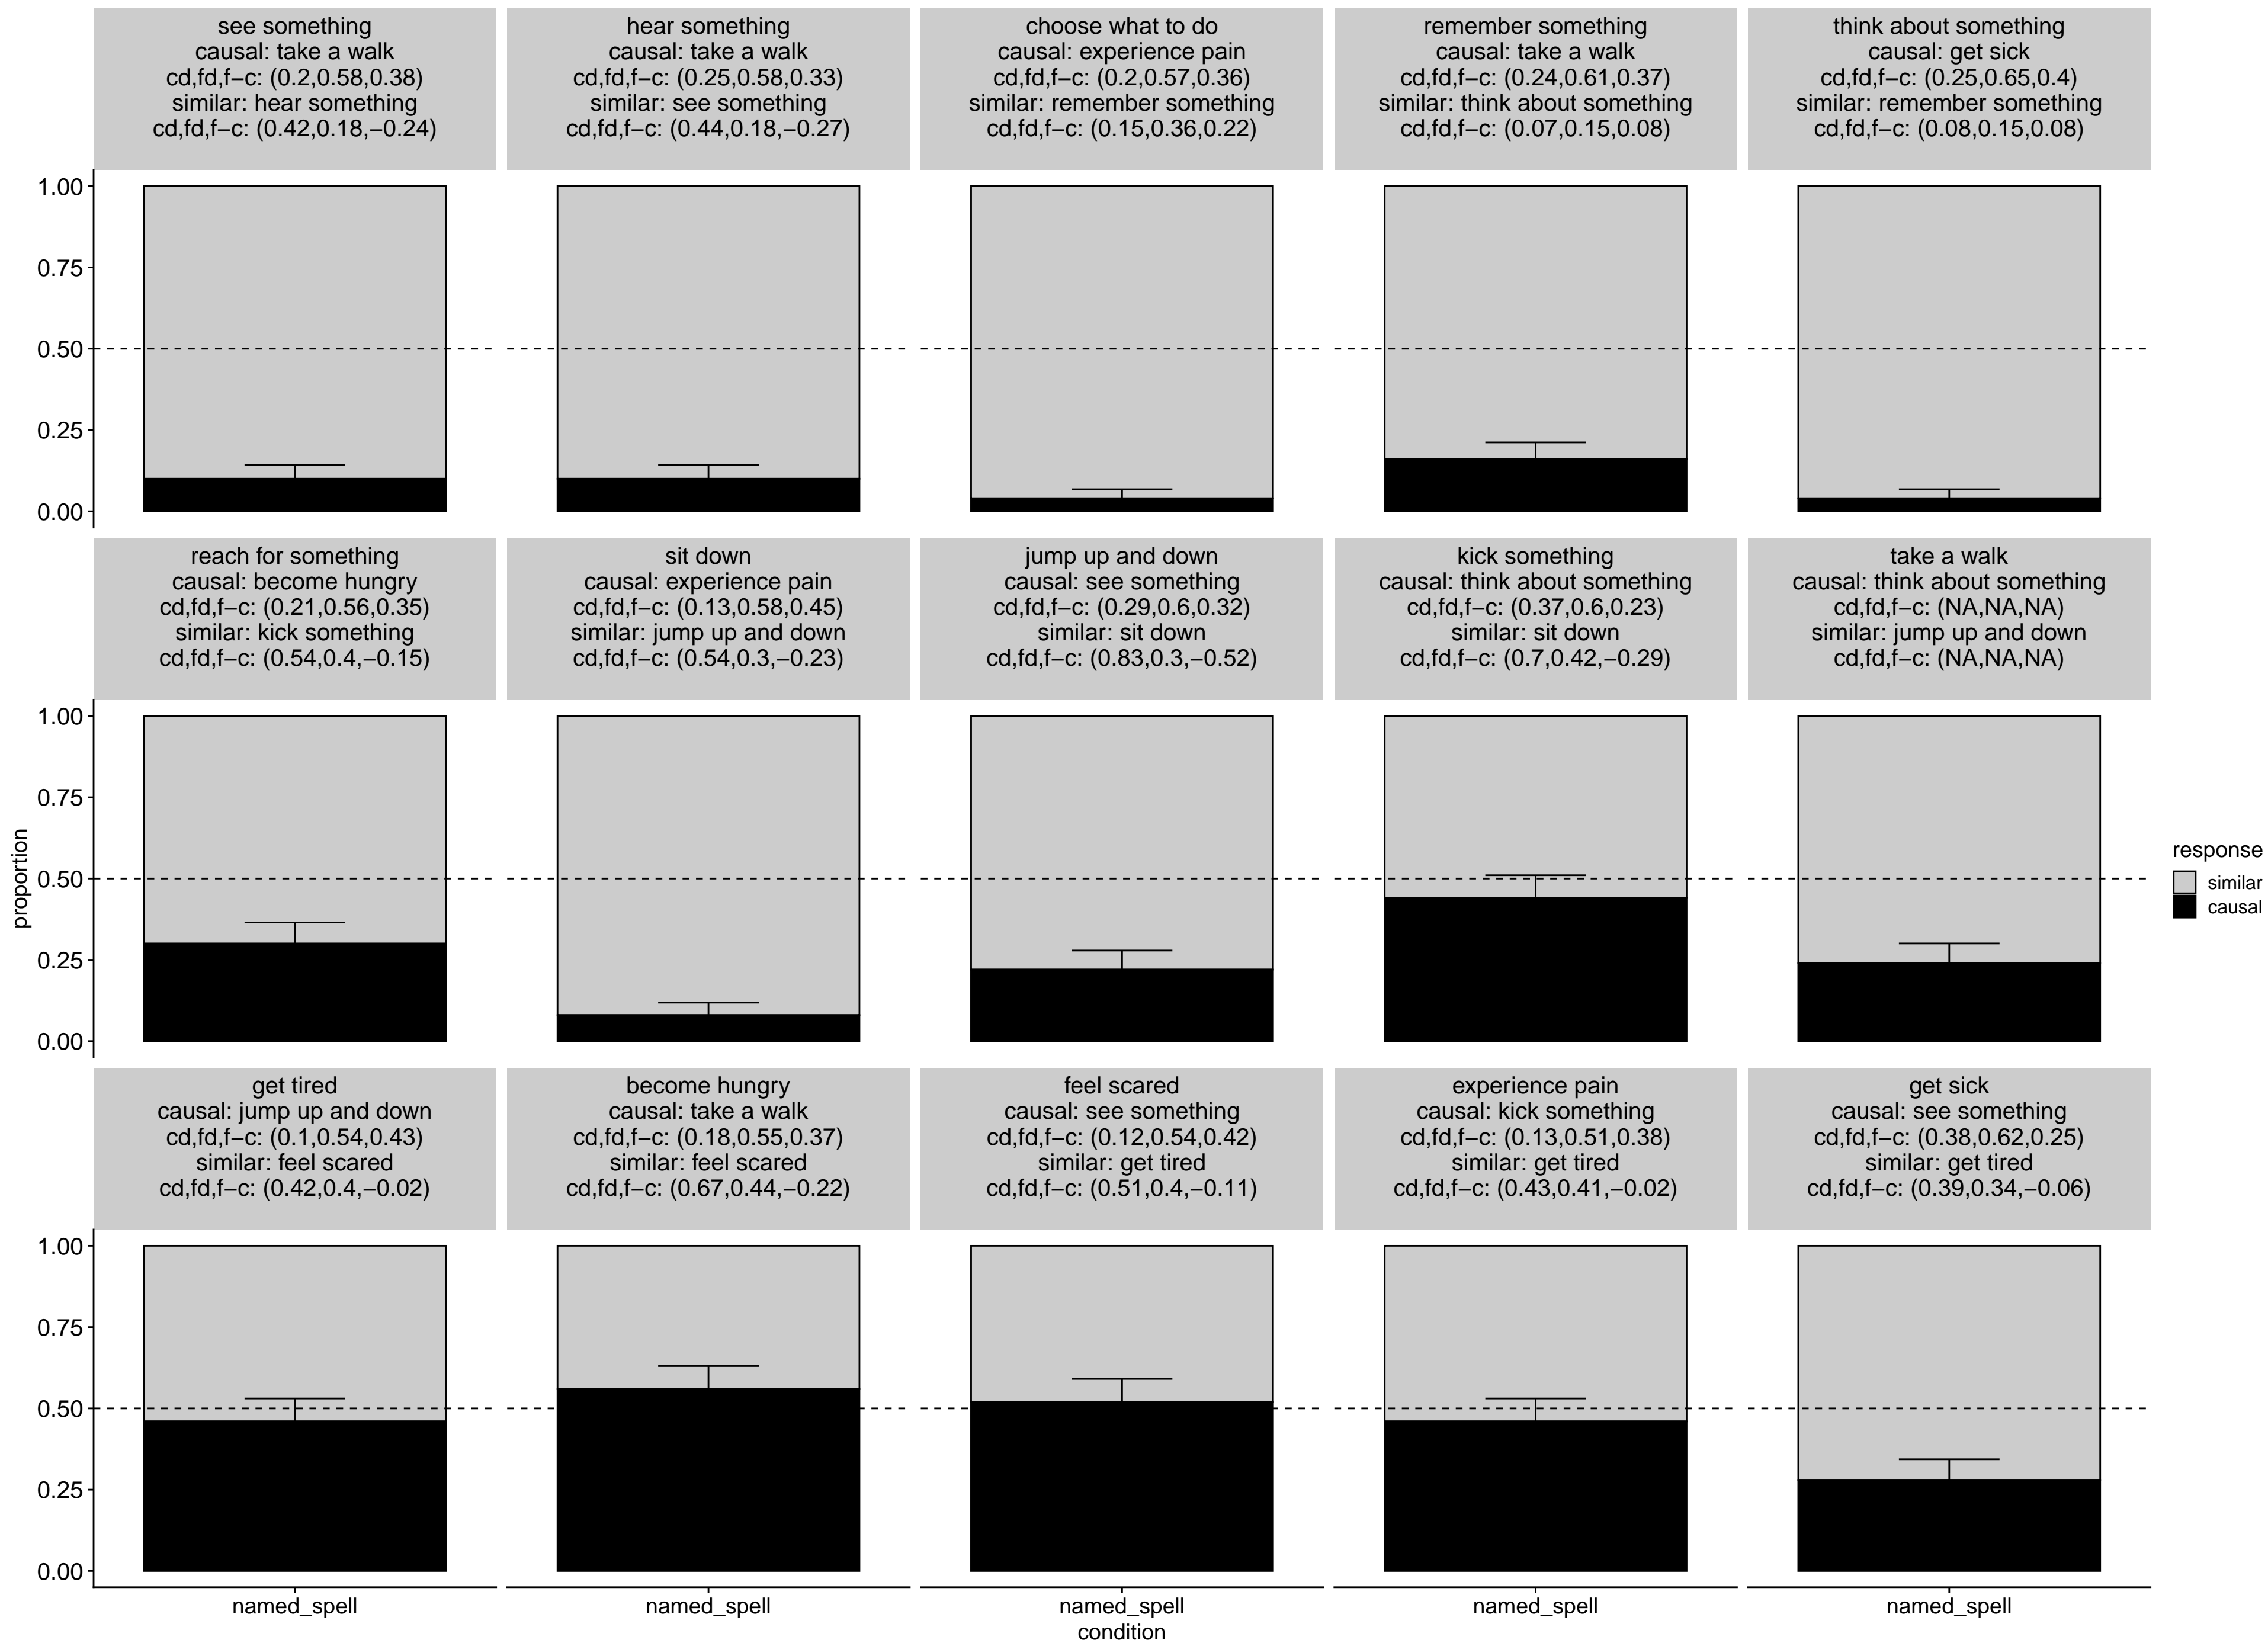 see something
causal: take a walk
cd,fd,f−c: (0.2,0.58,0.38)
similar: hear something
cd,fd,f−c: (0.42,0.18,−0.24)
hear something
causal: take a walk
cd,fd,f−c: (0.25,0.58,0.33)
similar: see something
cd,fd,f−c: (0.44,0.18,−0.27)
choose what to do
causal: experience pain
cd,fd,f−c: (0.2,0.57,0.36)
similar: remember something
cd,fd,f−c: (0.15,0.36,0.22)
remember something
causal: take a walk
cd,fd,f−c: (0.24,0.61,0.37)
similar: think about something
cd,fd,f−c: (0.07,0.15,0.08)
think about something
causal: get sick
cd,fd,f−c: (0.25,0.65,0.4)
similar: remember something
cd,fd,f−c: (0.08,0.15,0.08)
1.00
0.75
0.50
0.25
0.00
reach for something
causal: become hungry
cd,fd,f−c: (0.21,0.56,0.35)
similar: kick something
cd,fd,f−c: (0.54,0.4,−0.15)
sit down
causal: experience pain
cd,fd,f−c: (0.13,0.58,0.45)
similar: jump up and down
cd,fd,f−c: (0.54,0.3,−0.23)
jump up and down
causal: see something
cd,fd,f−c: (0.29,0.6,0.32)
similar: sit down
cd,fd,f−c: (0.83,0.3,−0.52)
kick something
causal: think about something
cd,fd,f−c: (0.37,0.6,0.23)
similar: sit down
cd,fd,f−c: (0.7,0.42,−0.29)
take a walk
causal: think about something
cd,fd,f−c: (NA,NA,NA)
similar: jump up and down
cd,fd,f−c: (NA,NA,NA)
1.00
0.75
0.50
0.25
0.00
proportion
response
similar
causal
get tired
causal: jump up and down
cd,fd,f−c: (0.1,0.54,0.43)
similar: feel scared
cd,fd,f−c: (0.42,0.4,−0.02)
become hungry
causal: take a walk
cd,fd,f−c: (0.18,0.55,0.37)
similar: feel scared
cd,fd,f−c: (0.67,0.44,−0.22)
feel scared
causal: see something
cd,fd,f−c: (0.12,0.54,0.42)
similar: get tired
cd,fd,f−c: (0.51,0.4,−0.11)
experience pain
causal: kick something
cd,fd,f−c: (0.13,0.51,0.38)
similar: get tired
cd,fd,f−c: (0.43,0.41,−0.02)
get sick
causal: see something
cd,fd,f−c: (0.38,0.62,0.25)
similar: get tired
cd,fd,f−c: (0.39,0.34,−0.06)
1.00
0.75
0.50
0.25
0.00
named_spell
named_spell
named_spell
named_spell
named_spell
condition